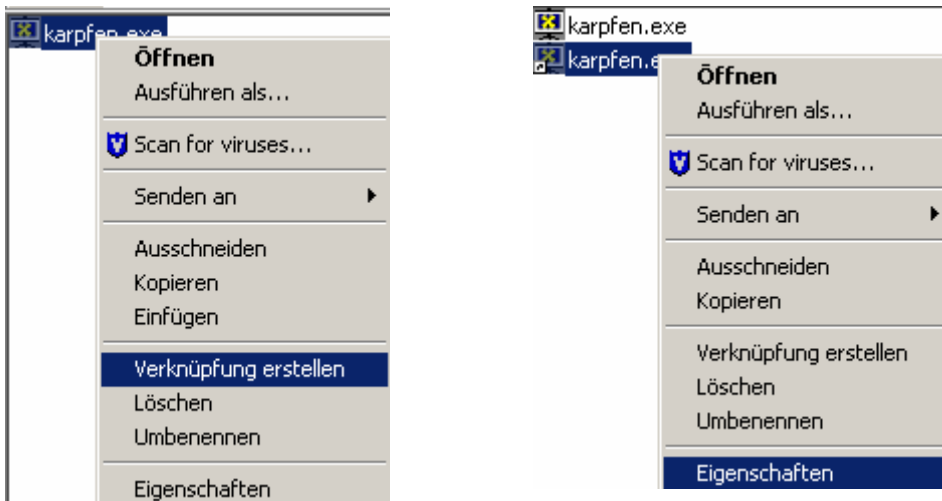 karpfen.exe
Öffnen
Ausführen als...
Scan for viruses...
Senden an
Ausschneiden
Kopieren
Einfügen
Verknüpfung erstellen
Löschen
Umbenennen
Eigenschaften
karpfen.exe
karpfen.e
Öffnen
Ausführen als...
Scan for viruses...
Senden an
Ausschneiden
Kopieren
Verknüpfung erstellen
Löschen
Umbenennen
Eigenschaften